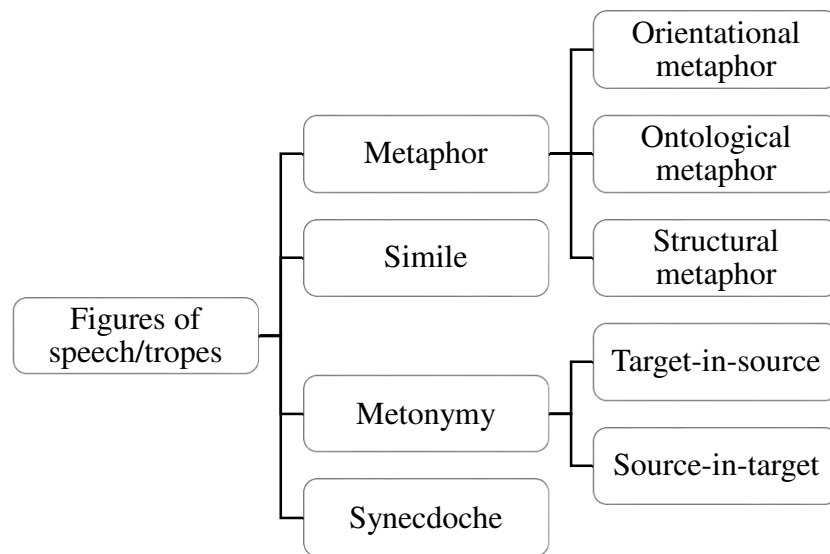 Figures of
speech/tropes
Metaphor
Orientational
metaphor
Ontological
metaphor
Structural
metaphor
Simile
Metonymy
Target-in-source
Source-in-target
Synecdoche